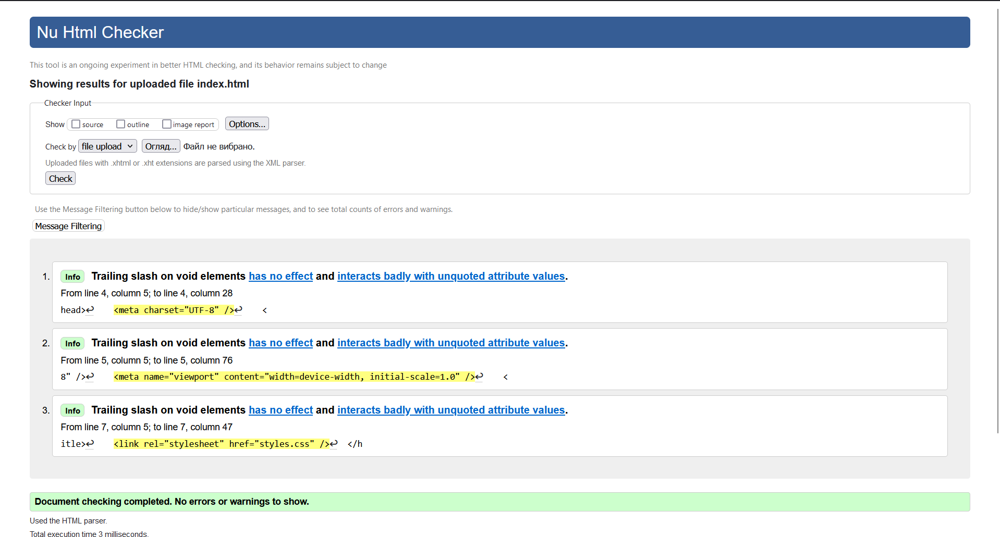 Nu Html Checker
This tool is an ongoing experiment in better HTML checking, and its behavior remains subject to change
Showing results for uploaded file index.html
Checker Input
Show source outline image report Options...
Check by file upload Огляд... Файл не вибрано.
Uploaded files with .xhtml or .xht extensions are parsed using the XML parser.
Check
Use the Message Filtering button below to hide/show particular messages, and to see total counts of errors and warnings.
Message Filtering
1. Info Trailing slash on void elements has no effect and interacts badly with unquoted attribute values.
From line 4, column 5; to line 4, column 28
head>↩ <meta charset="UTF-8" />↩ <
2. Info Trailing slash on void elements has no effect and interacts badly with unquoted attribute values.
From line 5, column 5; to line 5, column 76
8" />↩ <meta name="viewport" content="width=device-width, initial-scale=1.0" />↩ <
3. Info Trailing slash on void elements has no effect and interacts badly with unquoted attribute values.
From line 7, column 5; to line 7, column 47
itle>↩ <link rel="stylesheet" href="styles.css" />↩ </h
Document checking completed. No errors or warnings to show.
Used the HTML parser.
Total execution time 3 milliseconds.